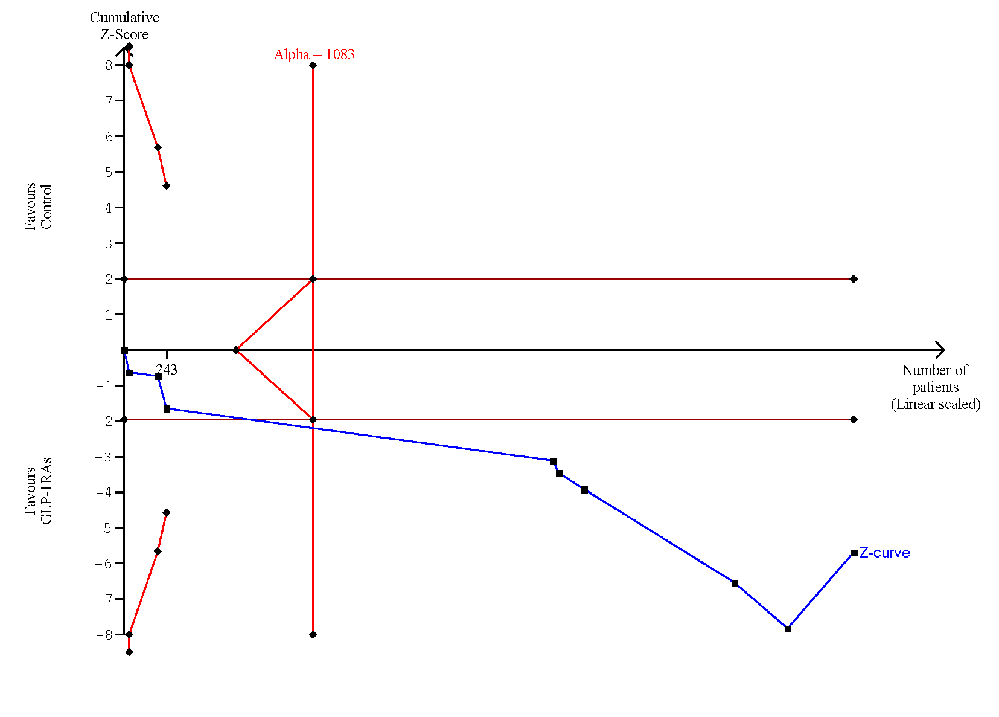 Cumulative
Z-Score
Alpha = 1083
8
7
6
5
4
3
2
1
-1
-2
-3
-4
-5
-6
-7
-8
Favours
Control
Favours
GLP-1RAs
243
Number of
patients
(Linear scaled)
Z-curve